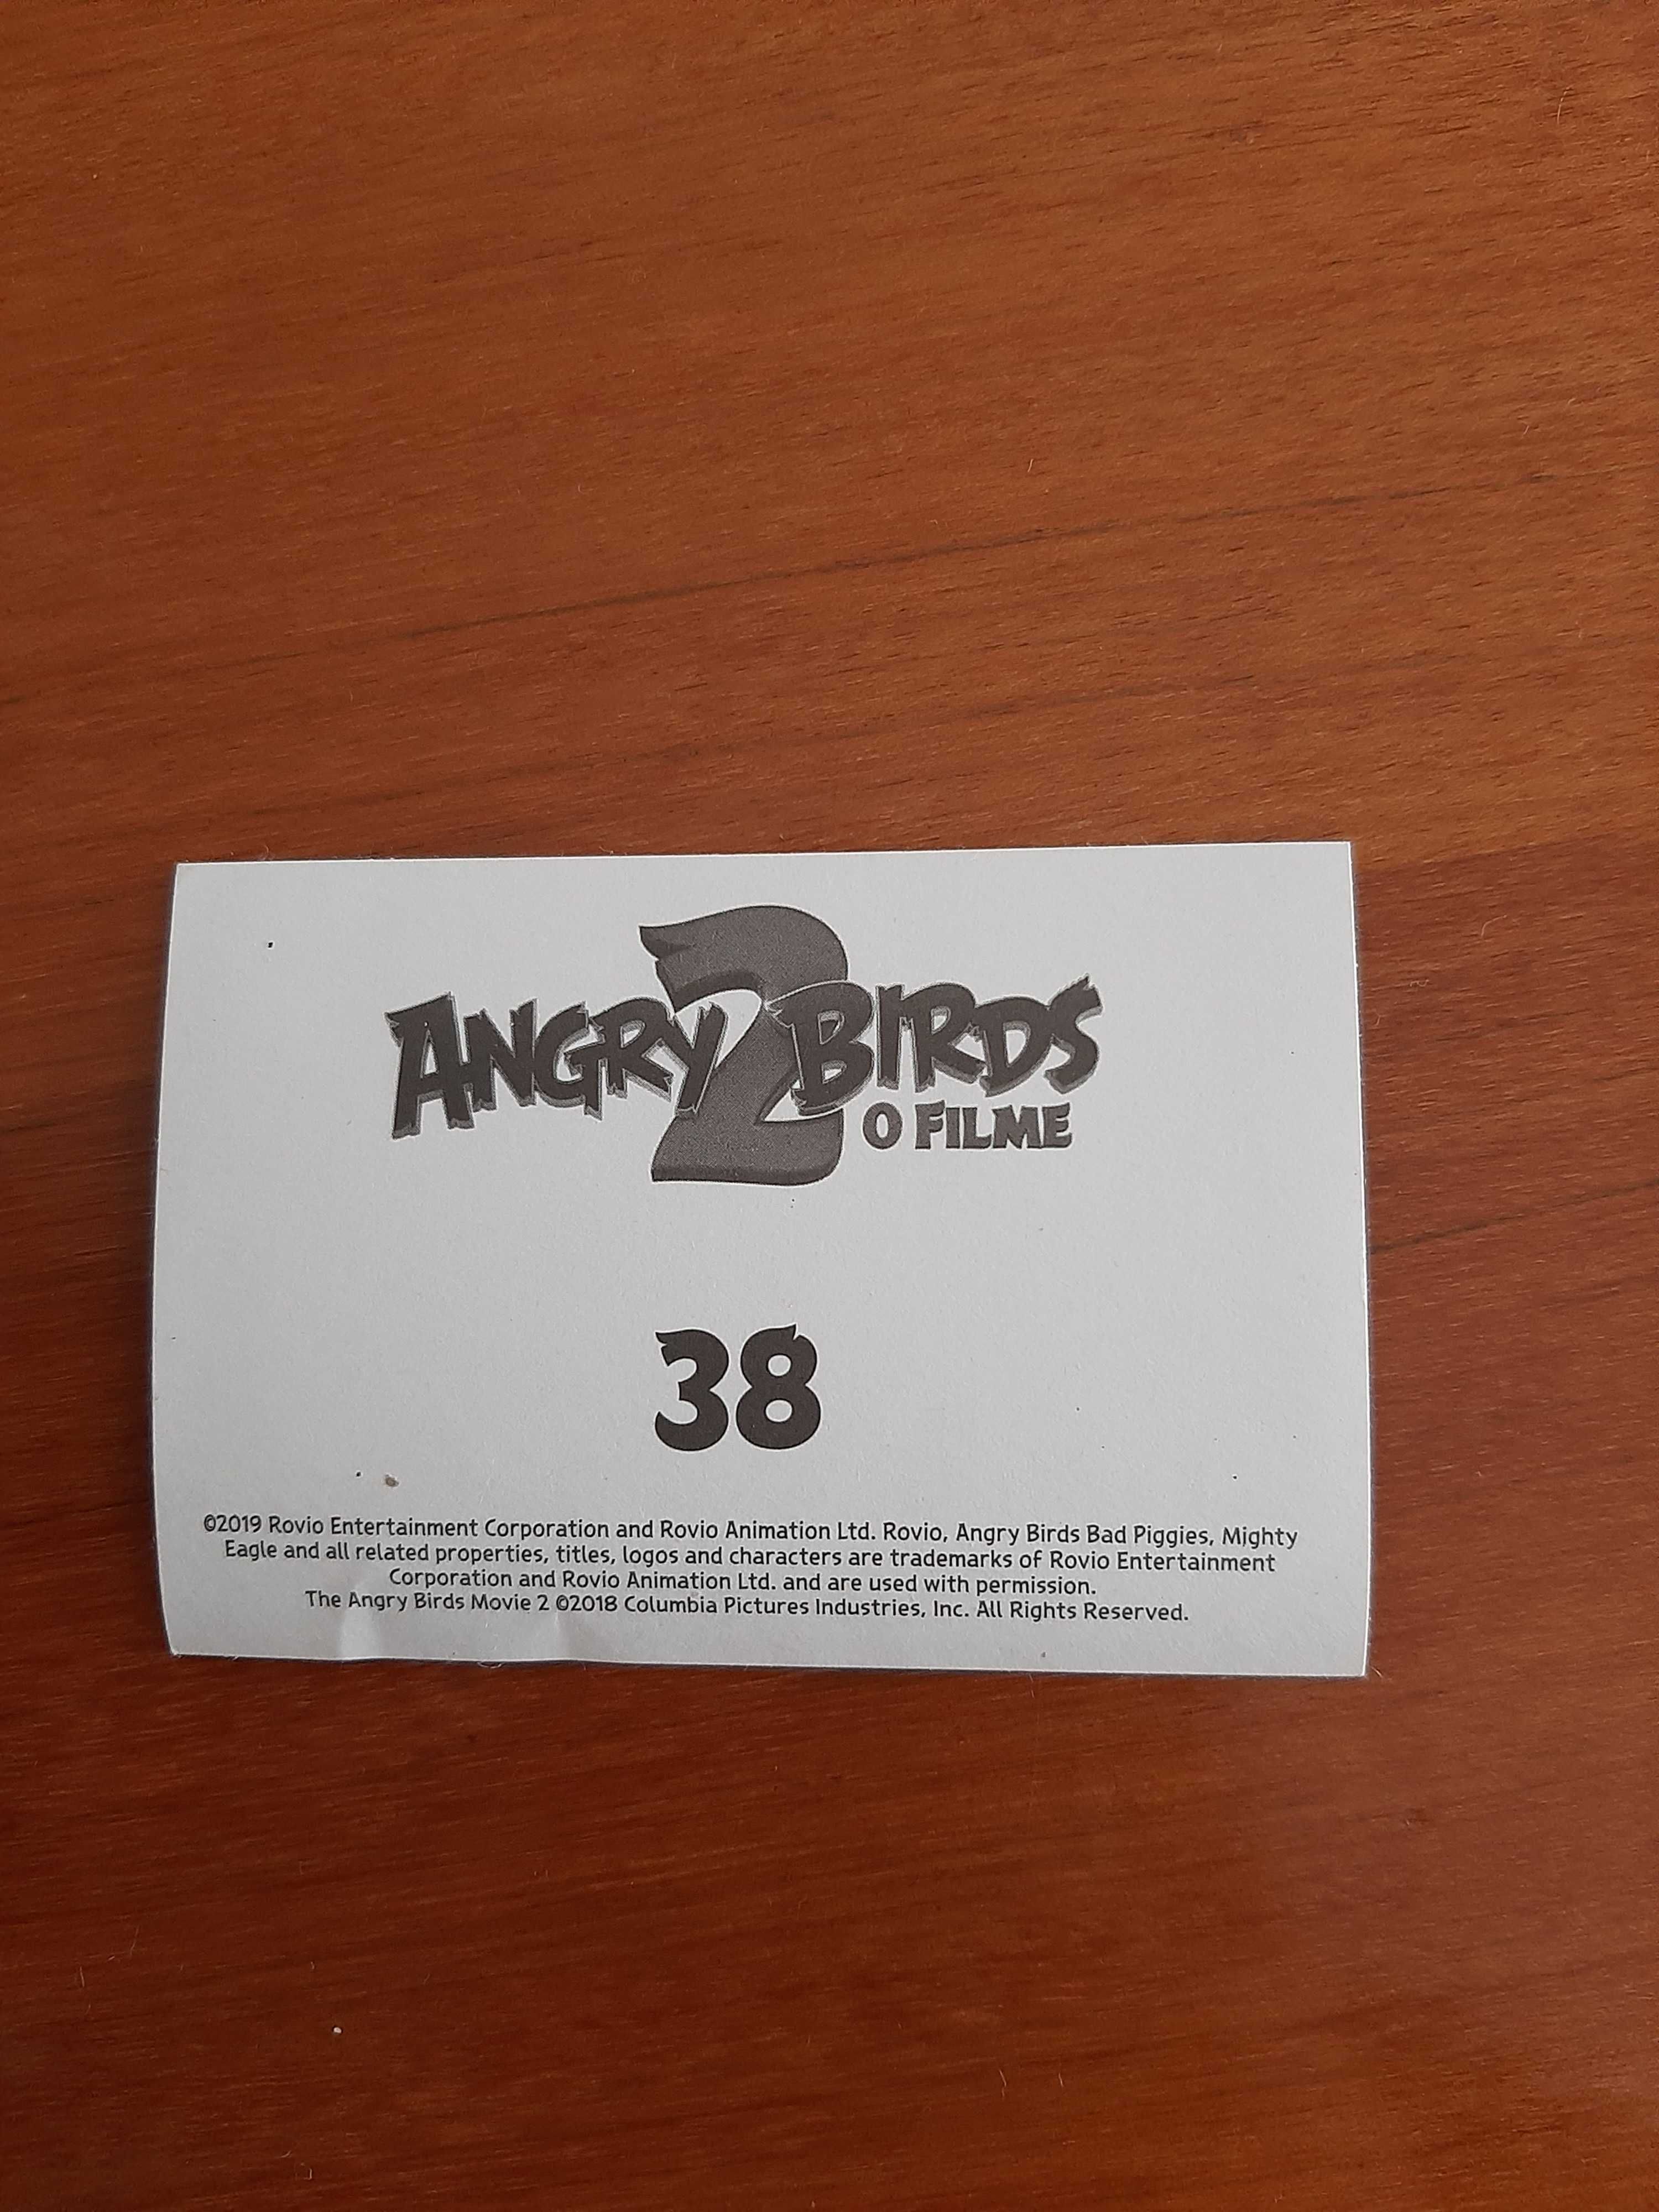 ANGRY 2 BIRDS
O FILME
38
©2019 Rovio Entertainment Corporation and Rovio Animation Ltd. Rovio, Angry Birds Bad Piggies, Mighty
Eagle and all related properties, titles, logos and characters are trademarks of Rovio Entertainment
Corporation and Rovio Animation Ltd. and are used with permission.
The Angry Birds Movie 2 ©2018 Columbia Pictures Industries, Inc. All Rights Reserved.